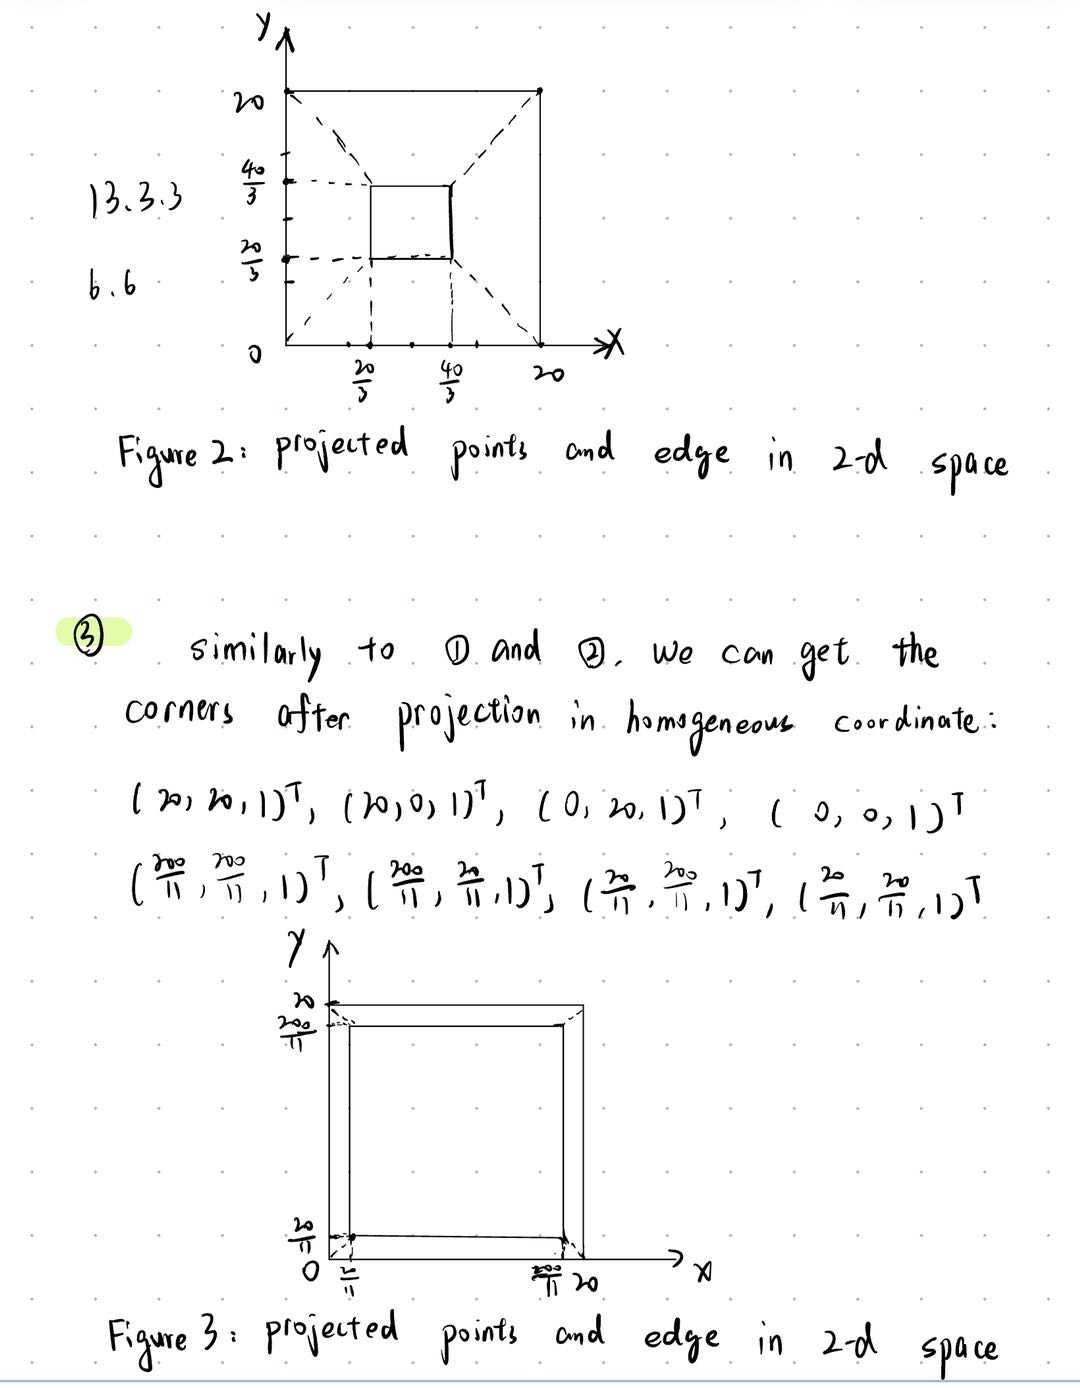 Y
20
40/3
13.3.3
20/3
6.6
0
20/3 40/3 20 X
Figure 2: projected points and edge in 2-d space
③ similarly to ① and ②. we can get the
corners after projection in homogeneous coordinate:
(20, 20, 1)ᵀ, (20, 0, 1)ᵀ, (0, 20, 1)ᵀ, (0, 0, 1)ᵀ
(200/11, 200/11, 1)ᵀ, (200/11, 20/11, 1)ᵀ, (20/11, 200/11, 1)ᵀ, (20/11, 20/11, 1)ᵀ
Y
20
200/11
20/11
0 2/11 200/11 20 X
Figure 3: projected points and edge in 2-d space